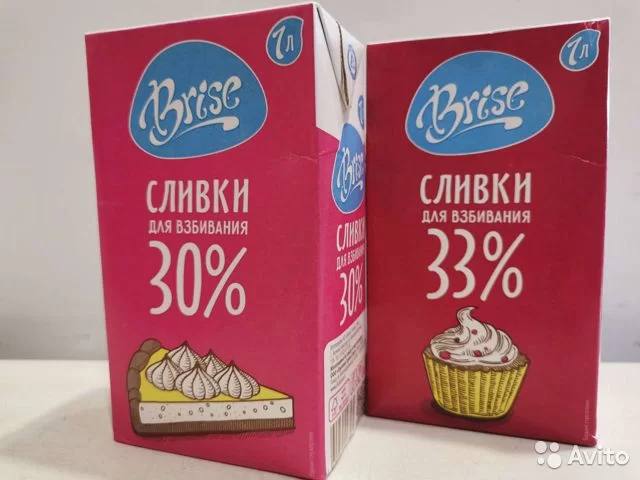 1л
Brise
СЛИВКИ
ДЛЯ ВЗБИВАНИЯ
30%
Brise
СЛИВКИ
ДЛЯ ВЗБИВАНИЯ
30%
1л
Brise
СЛИВКИ
ДЛЯ ВЗБИВАНИЯ
33%
Avito